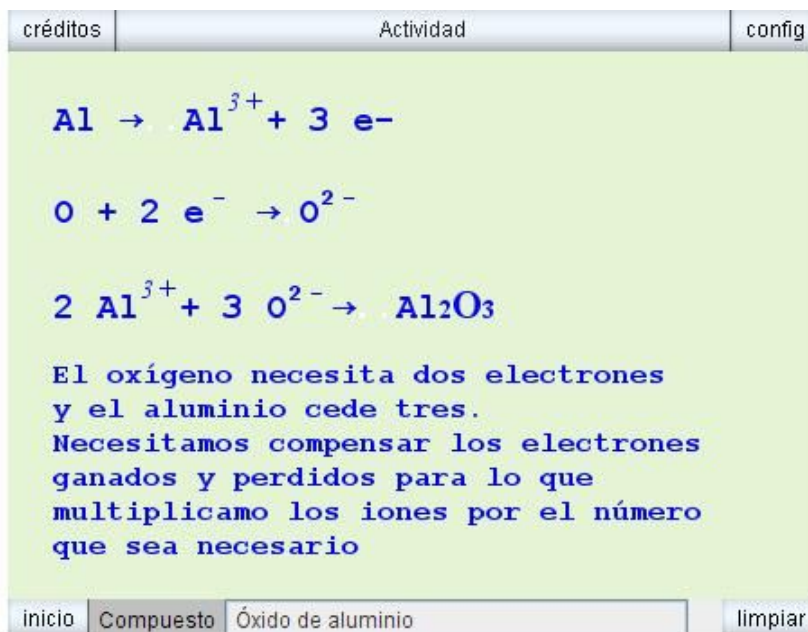 créditos Actividad config
Al → Al³⁺ + 3 e-
O + 2 e⁻ → O²⁻
2 Al³⁺ + 3 O²⁻ → Al₂O₃
El oxígeno necesita dos electrones
y el aluminio cede tres.
Necesitamos compensar los electrones
ganados y perdidos para lo que
multiplicamo los iones por el número
que sea necesario
inicio Compuesto Óxido de aluminio limpiar